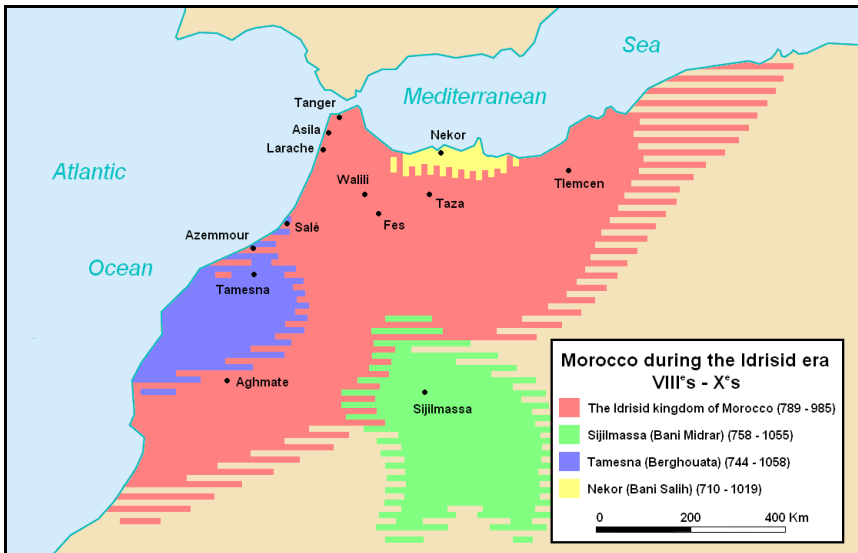 Sea
Mediterranean
Tanger
Asila
Larache
Nekor
Atlantic
Walili
Taza
Tlemcen
Fes
Salé
Azemmour
Ocean
Tamesna
Aghmate
Sijilmassa
Morocco during the Idrisid era
VIIIᵉs - Xᵉs
The Idrisid kingdom of Morocco (789 - 985)
Sijilmassa (Bani Midrar) (758 - 1055)
Tamesna (Berghouata) (744 - 1058)
Nekor (Bani Salih) (710 - 1019)
0 200 400 Km